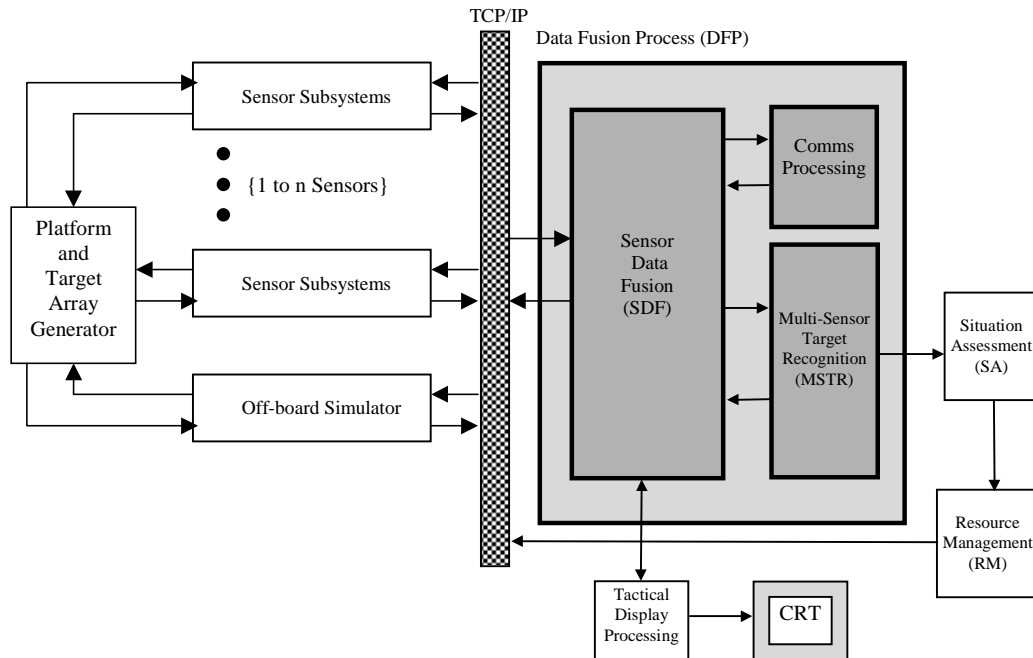 TCP/IP
Data Fusion Process (DFP)
Sensor Subsystems
{1 to n Sensors}
Platform
and
Target
Array
Generator
Sensor Subsystems
Off-board Simulator
Sensor
Data
Fusion
(SDF)
Comms
Processing
Multi-Sensor
Target
Recognition
(MSTR)
Situation
Assessment
(SA)
Resource
Management
(RM)
Tactical
Display
Processing
CRT